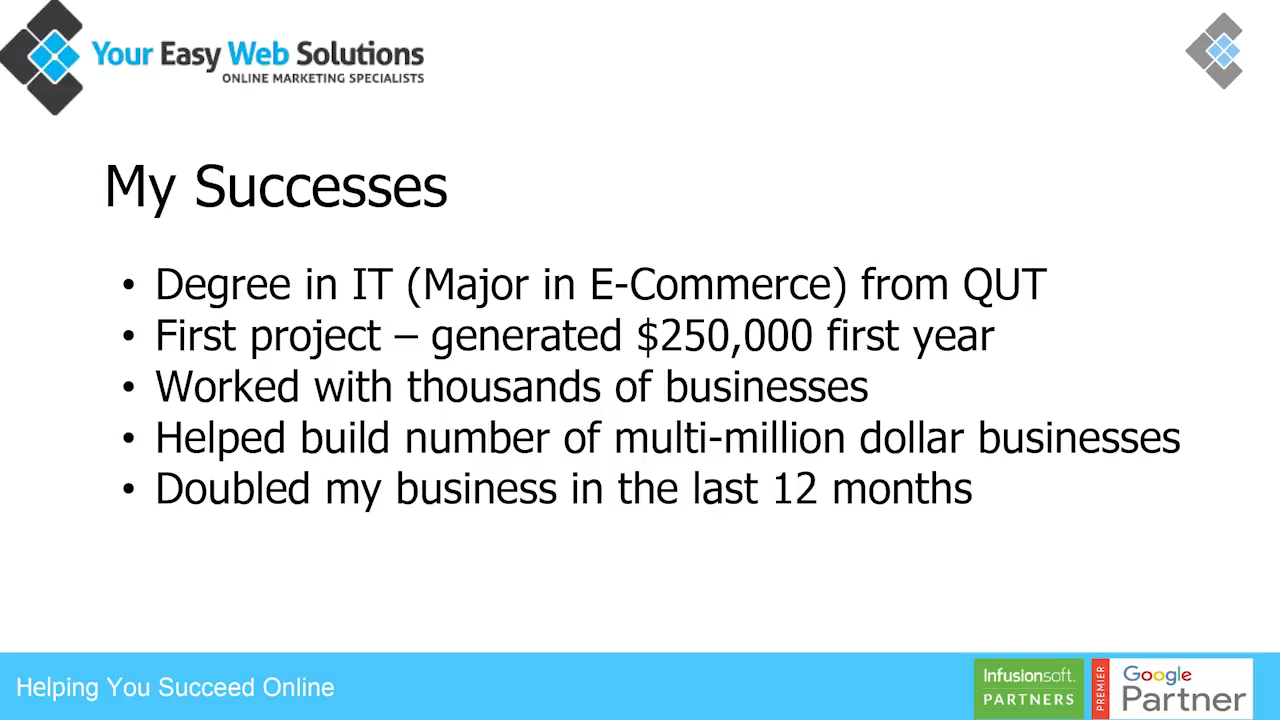 Your Easy Web Solutions
ONLINE MARKETING SPECIALISTS
My Successes
• Degree in IT (Major in E-Commerce) from QUT
• First project – generated $250,000 first year
• Worked with thousands of businesses
• Helped build number of multi-million dollar businesses
• Doubled my business in the last 12 months
Helping You Succeed Online
Infusionsoft.
PARTNERS
PREMIER
Google
Partner